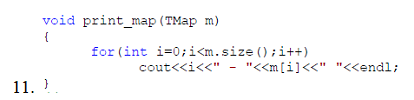 void print_map(TMap m)
{
for(int i=0;i<m.size();i++)
cout<<i<<" - "<<m[i]<<" "<<endl;
11. }